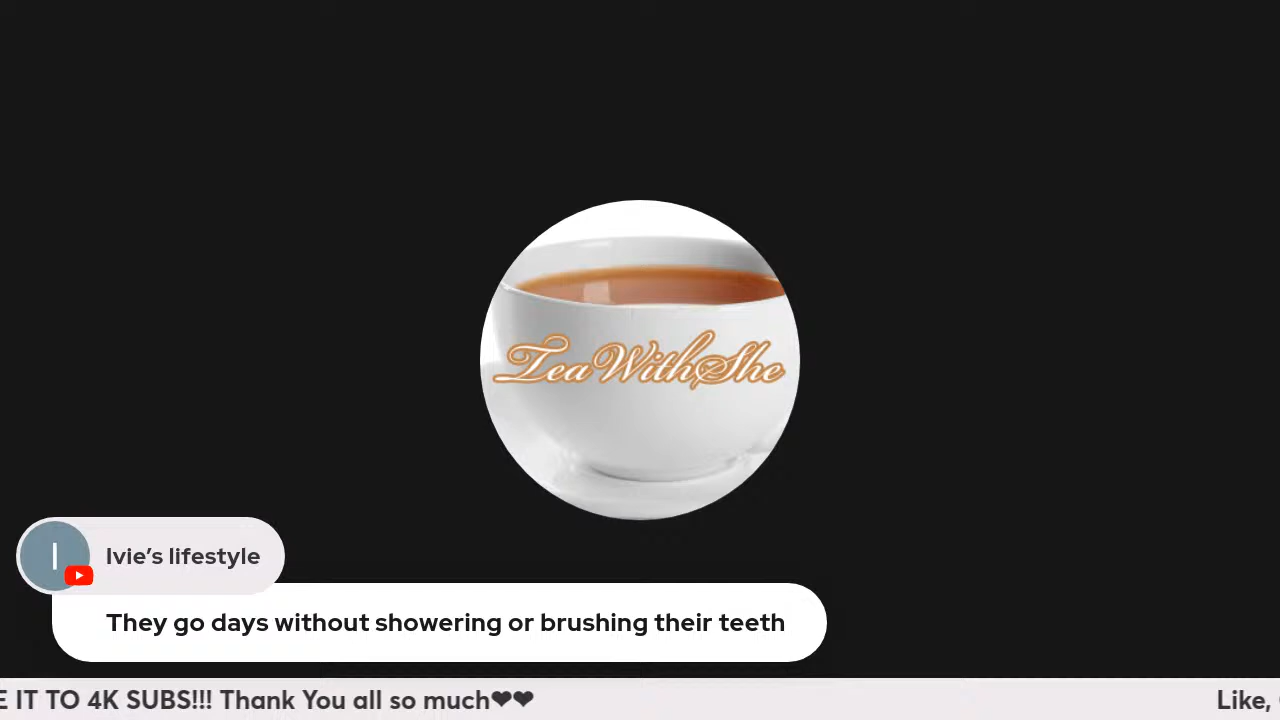 TeaWithShe
Ivie’s lifestyle
They go days without showering or brushing their teeth
E IT TO 4K SUBS!!! Thank You all so much❤❤
Like,